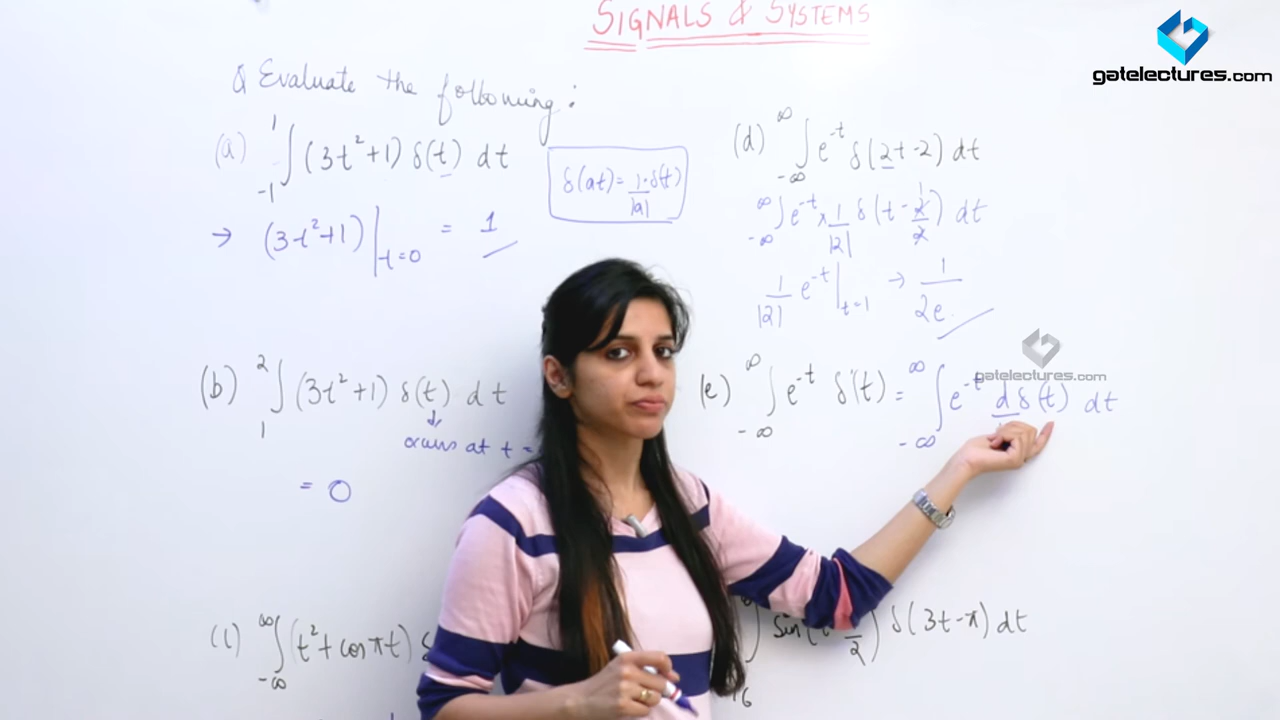 SIGNALS & SYSTEMS
gatelectures.com
Q Evaluate the following:
(a) ∫_{-1}^{1} (3t²+1) δ(t) dt
→ (3t²+1)|_{t=0} = 1
δ(at) = 1/|a| · δ(t)
(b) ∫_{1}^{2} (3t²+1) δ(t) dt
occurs at t =
= 0
∫_{-∞}^{∞} (t²+cos πt)
(d) ∫_{-∞}^{∞} e^{-t} δ(2t-2) dt
∫_{-∞}^{∞} e^{-t} × 1/|2| δ(t - 2/2) dt
1/|2| e^{-t}|_{t=1} → 1/2e
(e) ∫_{-∞}^{∞} e^{-t} δ'(t) = ∫_{-∞}^{∞} e^{-t} d δ(t) dt
gatelectures.com
sin( /2) δ(3t-π) dt